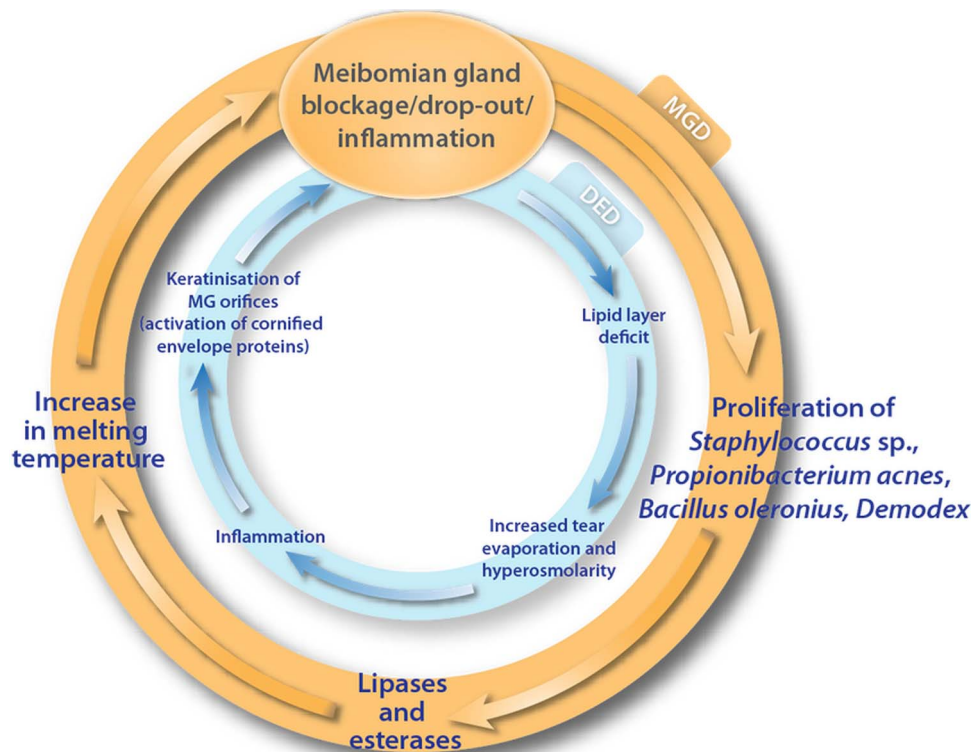 Meibomian gland
blockage/drop-out/
inflammation
MGD
DED
Keratinisation of
MG orifices
(activation of cornified
envelope proteins)
Lipid layer
deficit
Increase
in melting
temperature
Proliferation of
Staphylococcus sp.,
Propionibacterium acnes,
Bacillus oleronius, Demodex
Inflammation
Increased tear
evaporation and
hyperosmolarity
Lipases
and
esterases